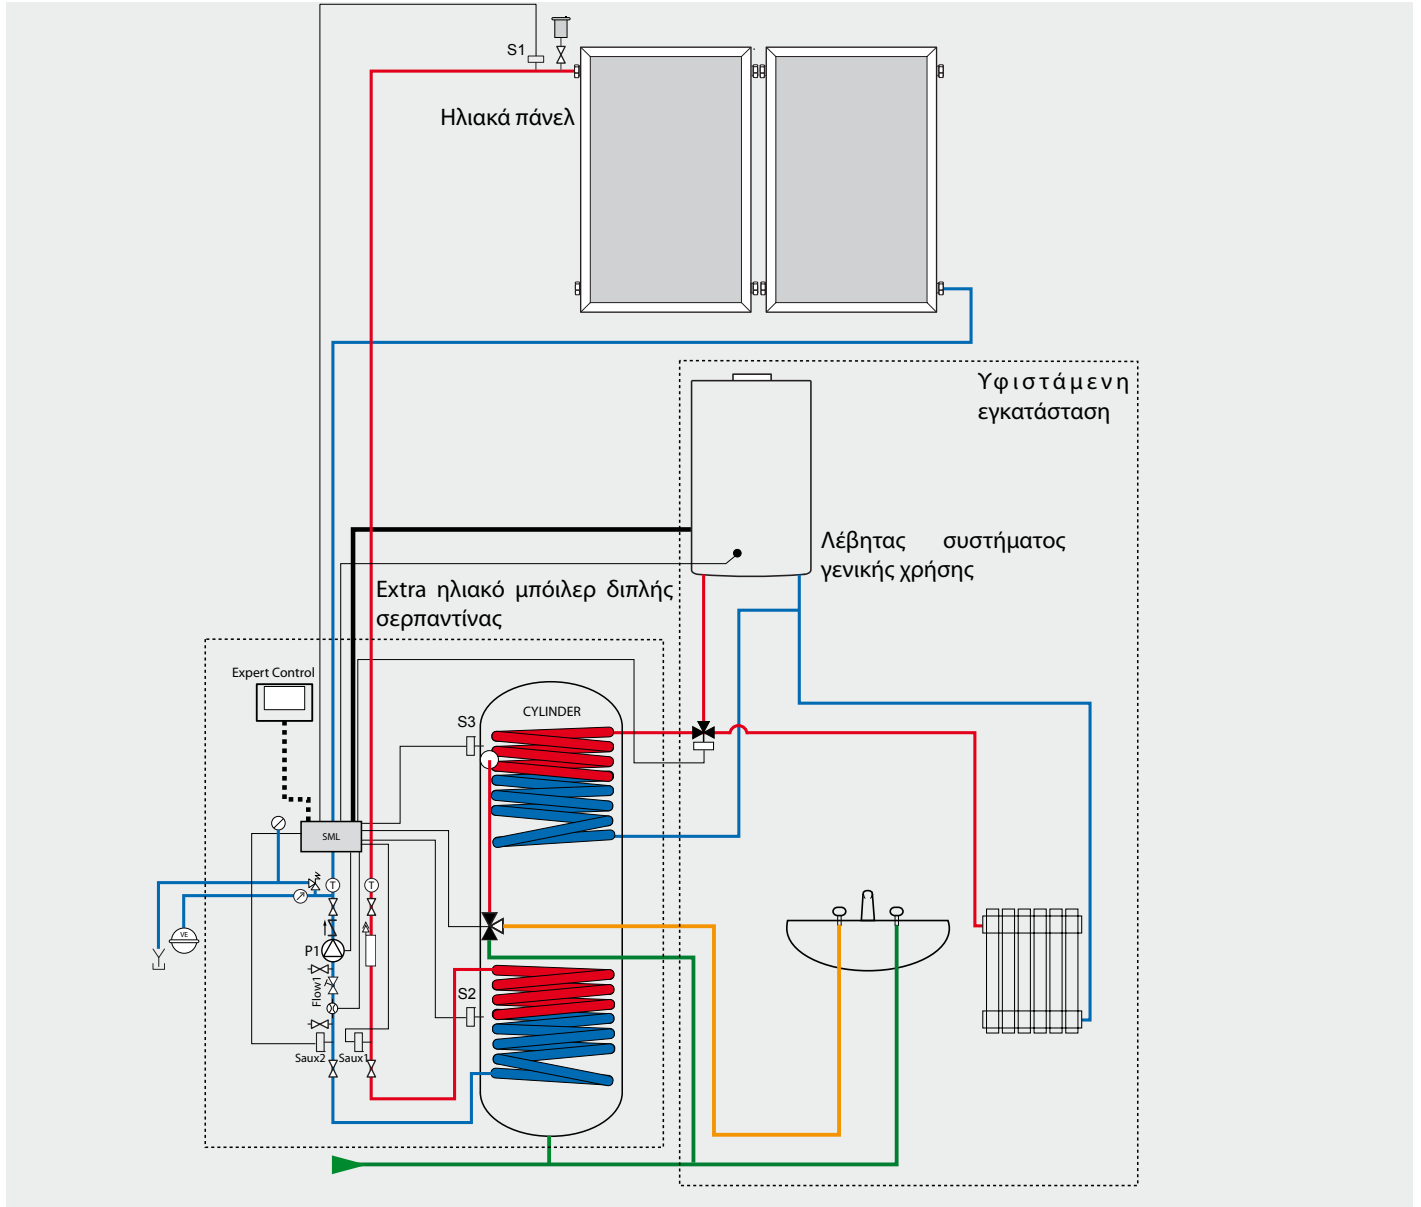 S1
Ηλιακά πάνελ
Υφιστάμενη
εγκατάσταση
Λέβητας συστήματος
γενικής χρήσης
Extra ηλιακό μπόιλερ διπλής
σερπαντίνας
Expert Control
CYLINDER
S3
SML
T
T
VE
P1
Flow1
S2
Saux2
Saux1